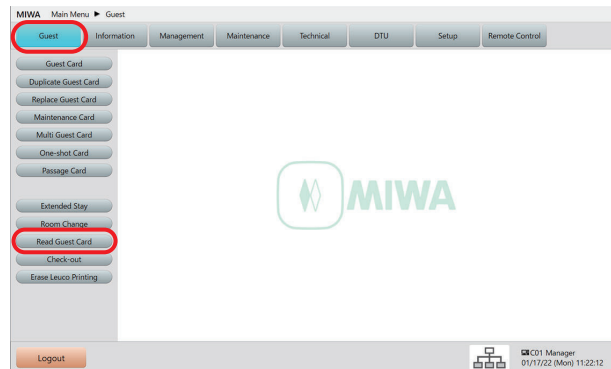 MIWA Main Menu ▶ Guest
Guest Information Management Maintenance Technical DTU Setup Remote Control
Guest Card
Duplicate Guest Card
Replace Guest Card
Maintenance Card
Multi Guest Card
One-shot Card
Passage Card
Extended Stay
Room Change
Read Guest Card
Check-out
Erase Leuco Printing
MIWA
Logout
C01 Manager
01/17/22 (Mon) 11:22:12